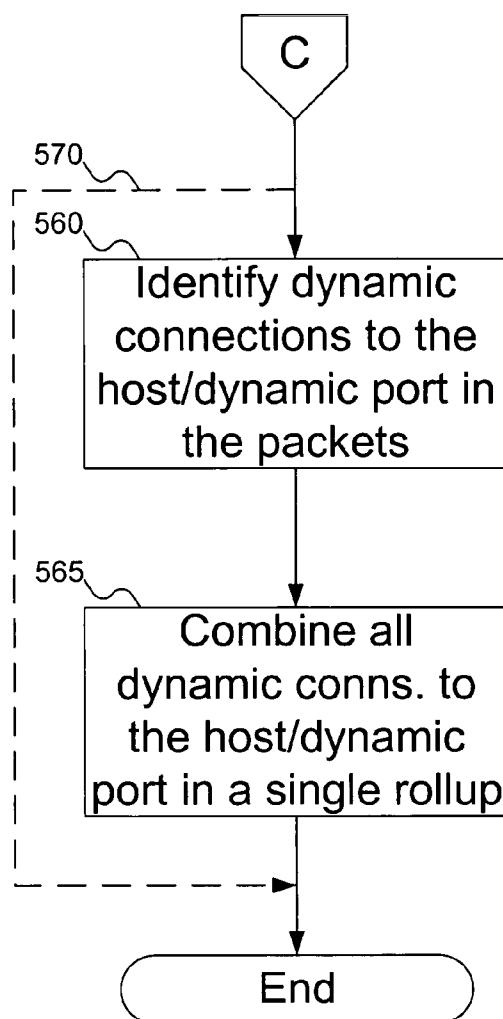 C
570
560
Identify dynamic
connections to the
host/dynamic port in
the packets
565
Combine all
dynamic conns. to
the host/dynamic
port in a single rollup
End